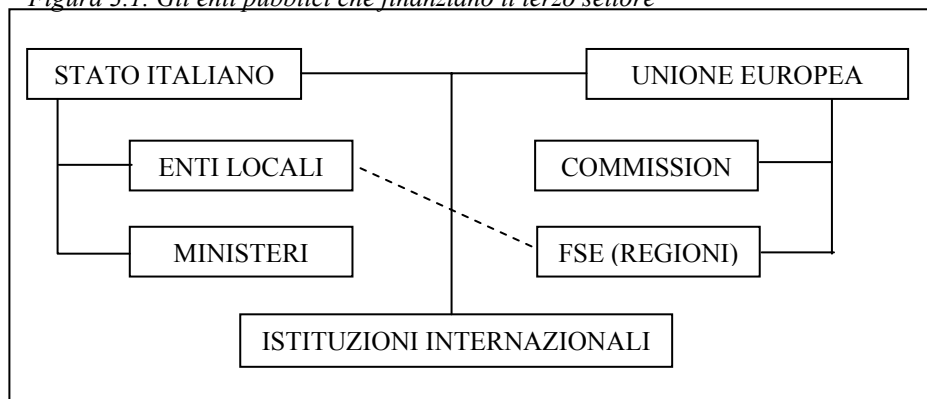 Figura 3.1. Gli enti pubblici che finanziano il terzo settore
STATO ITALIANO
UNIONE EUROPEA
ENTI LOCALI
COMMISSION
MINISTERI
FSE (REGIONI)
ISTITUZIONI INTERNAZIONALI